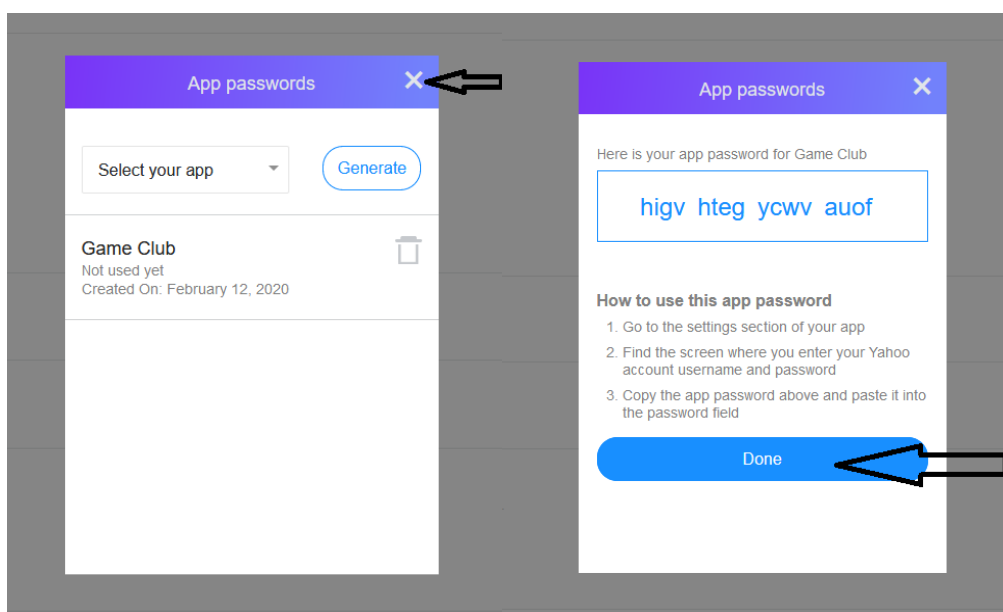 App passwords
Select your app
Generate
Game Club
Not used yet
Created On: February 12, 2020
App passwords
Here is your app password for Game Club
higv hteg ycwv auof
How to use this app password
1. Go to the settings section of your app
2. Find the screen where you enter your Yahoo
account username and password
3. Copy the app password above and paste it into
the password field
Done